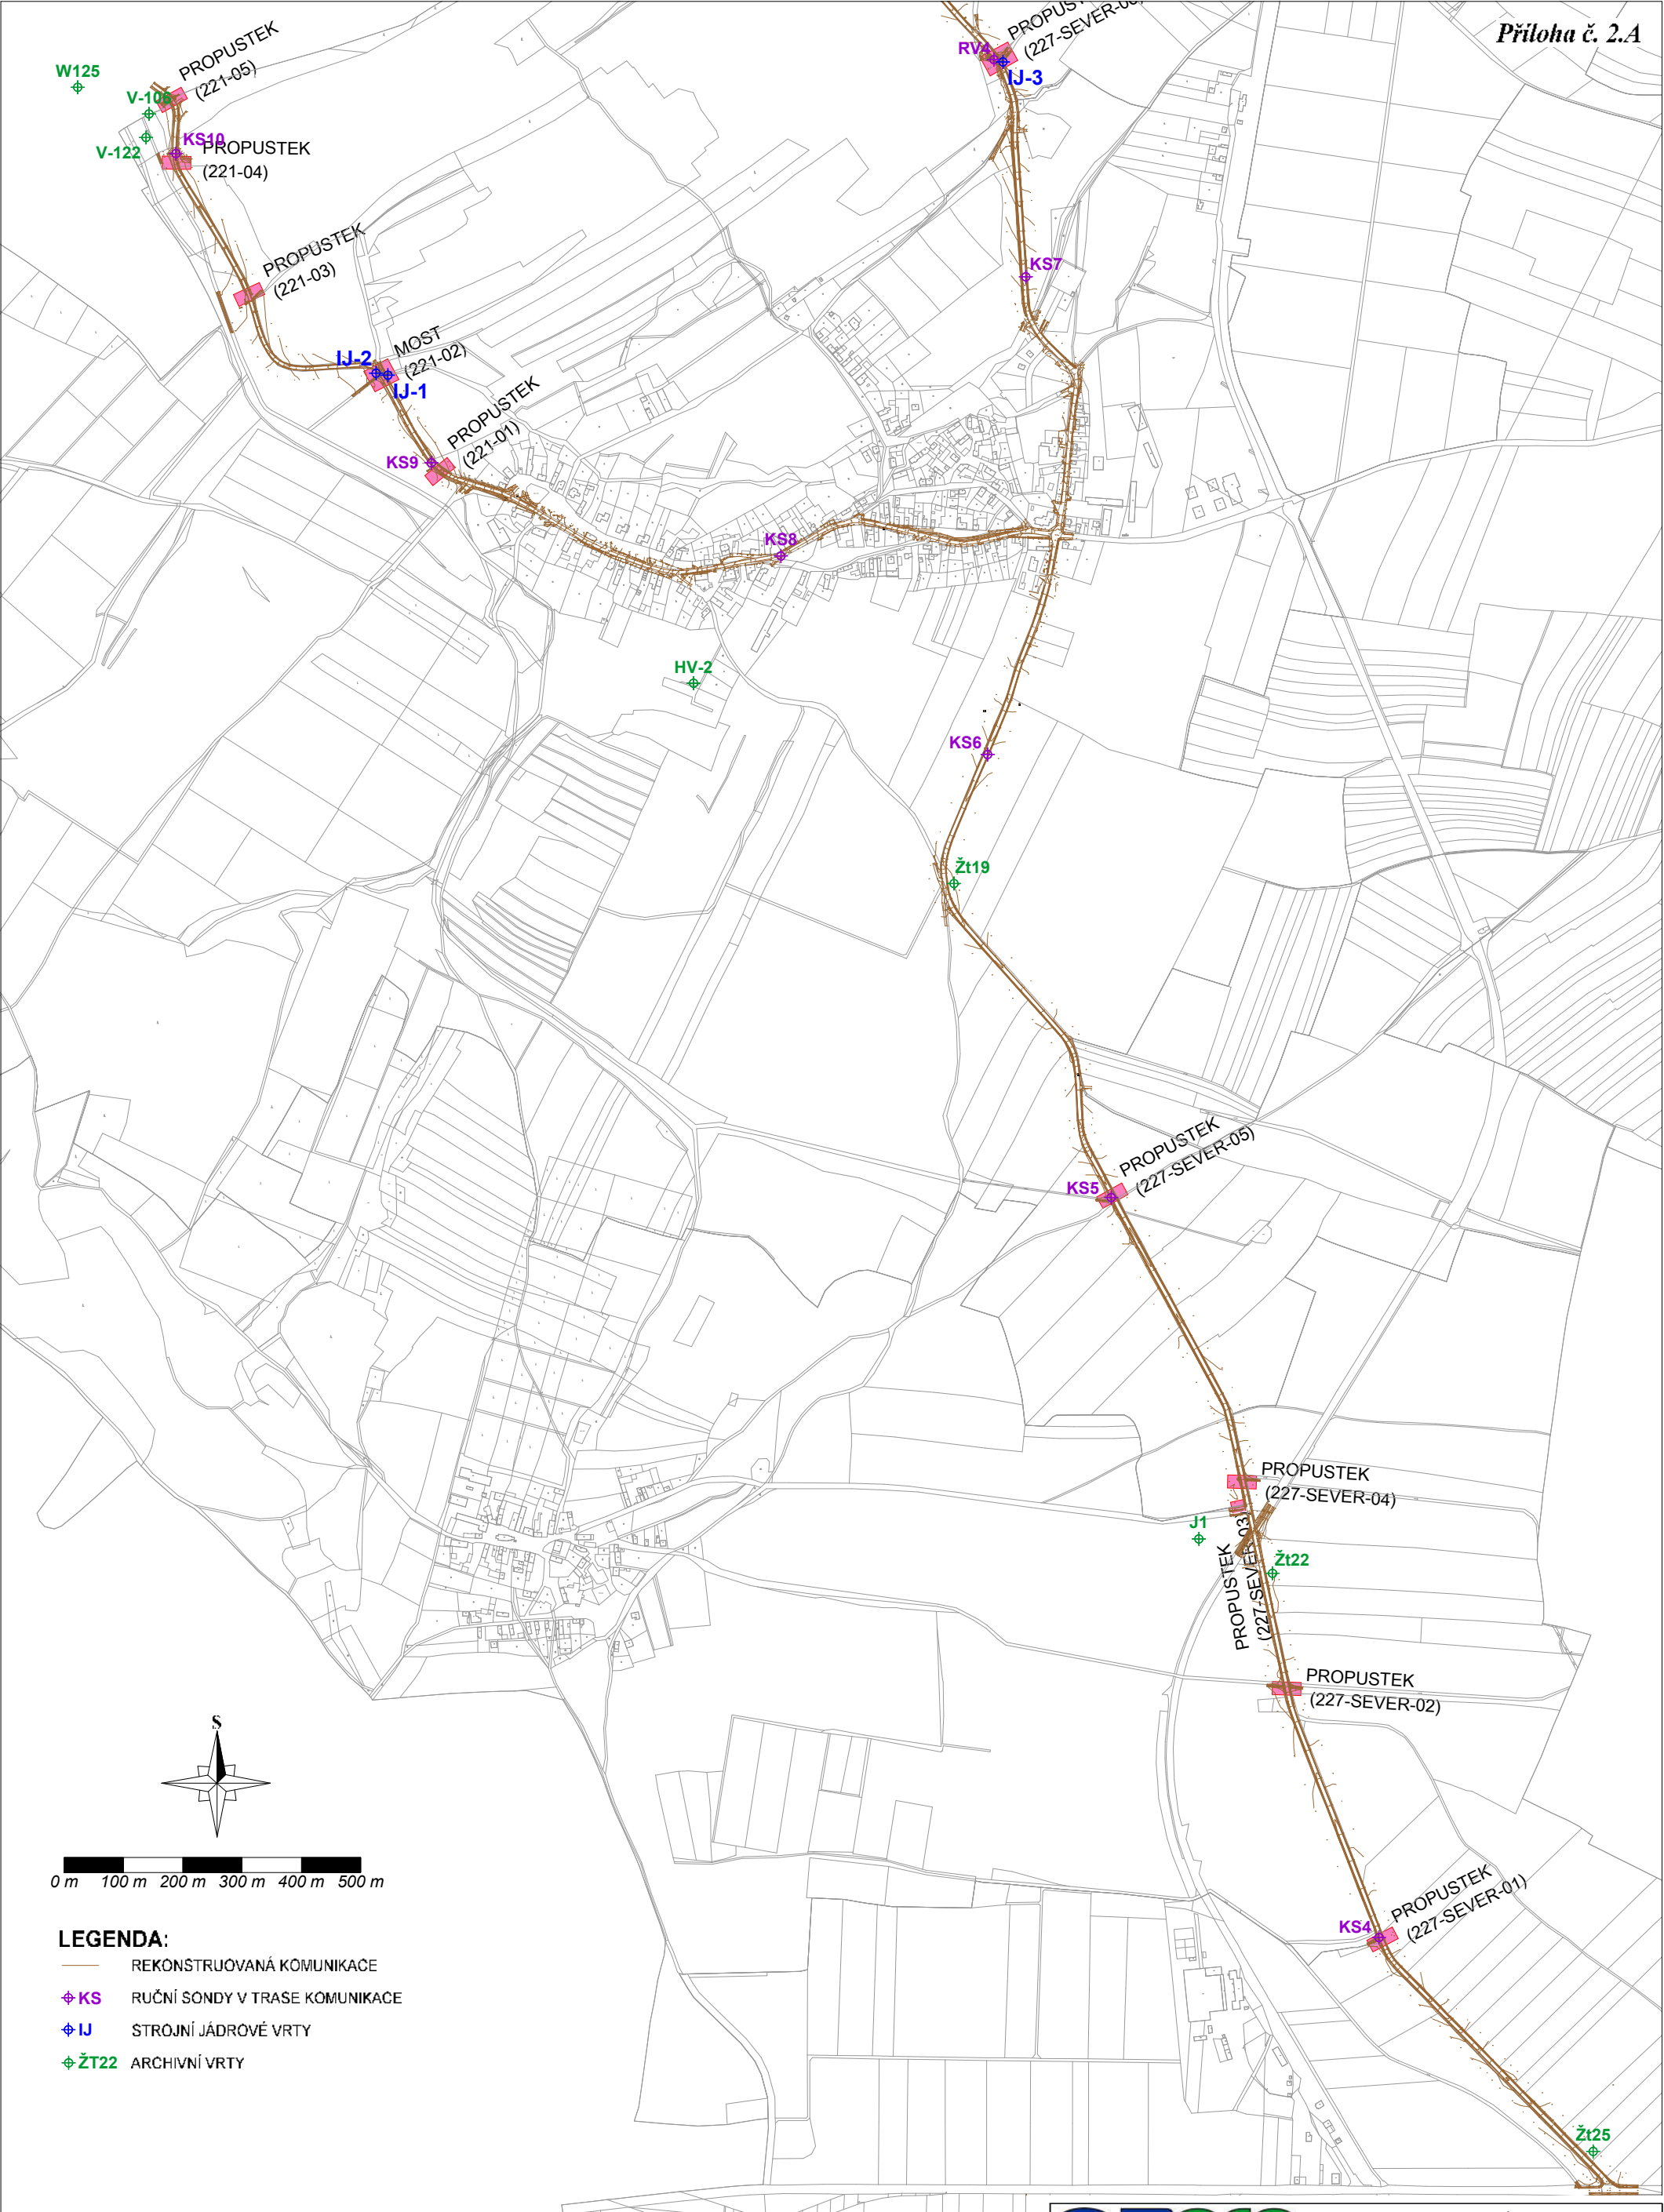 Příloha č. 2.A
RV4
IJ-3
W125
PROPUSTEK
(221-05)
V-122
KS10
PROPUSTEK
(221-04)
PROPUSTEK
(221-03)
KS7
MOST
(221-02)
IJ-2
IJ-1
PROPUSTEK
(221-01)
KS9
KS8
HV-2
KS6
Žt19
PROPUSTEK
(227-SEVER-05)
KS5
PROPUSTEK
(227-SEVER-04)
J1
PROPUSTEK
(227-SEVER-03)
Žt22
PROPUSTEK
(227-SEVER-02)
S
0 m 100 m 200 m 300 m 400 m 500 m
PROPUSTEK
(227-SEVER-01)
KS4
LEGENDA:
REKONSTRUOVANÁ KOMUNIKACE
KS RUČNÍ SONDY V TRASE KOMUNIKACE
IJ STROJNÍ JÁDROVÉ VRTY
ŽT22 ARCHIVNÍ VRTY
Žt25